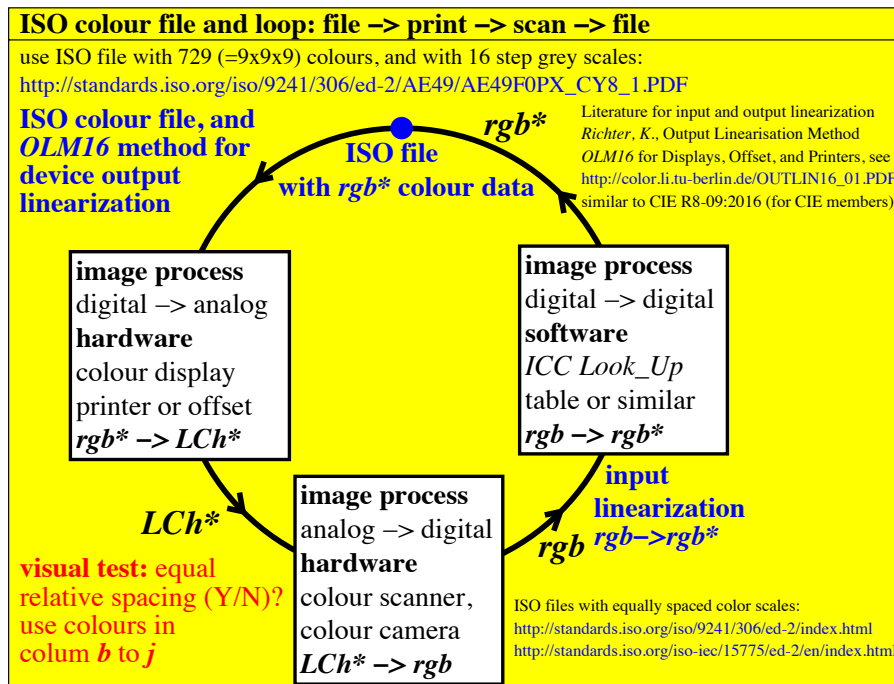 ISO colour file and loop: file –> print –> scan –> file
use ISO file with 729 (=9x9x9) colours, and with 16 step grey scales:
http://standards.iso.org/iso/9241/306/ed-2/AE49/AE49F0PX_CY8_1.PDF
ISO colour file, and
OLM16 method for
device output
linearization
ISO file
with rgb* colour data
rgb*
Literature for input and output linearization
Richter, K., Output Linearisation Method
OLM16 for Displays, Offset, and Printers, see
http://color.li.tu-berlin.de/OUTLIN16_01.PDF
similar to CIE R8-09:2016 (for CIE members)
image process
digital –> analog
hardware
colour display
printer or offset
rgb* –> LCh*
image process
digital –> digital
software
ICC Look_Up
table or similar
rgb –> rgb*
LCh*
image process
analog –> digital
hardware
colour scanner,
colour camera
LCh* –> rgb
rgb
input
linearization
rgb–>rgb*
visual test: equal
relative spacing (Y/N)?
use colours in
colum b to j
ISO files with equally spaced color scales:
http://standards.iso.org/iso/9241/306/ed-2/index.html
http://standards.iso.org/iso-iec/15775/ed-2/en/index.html